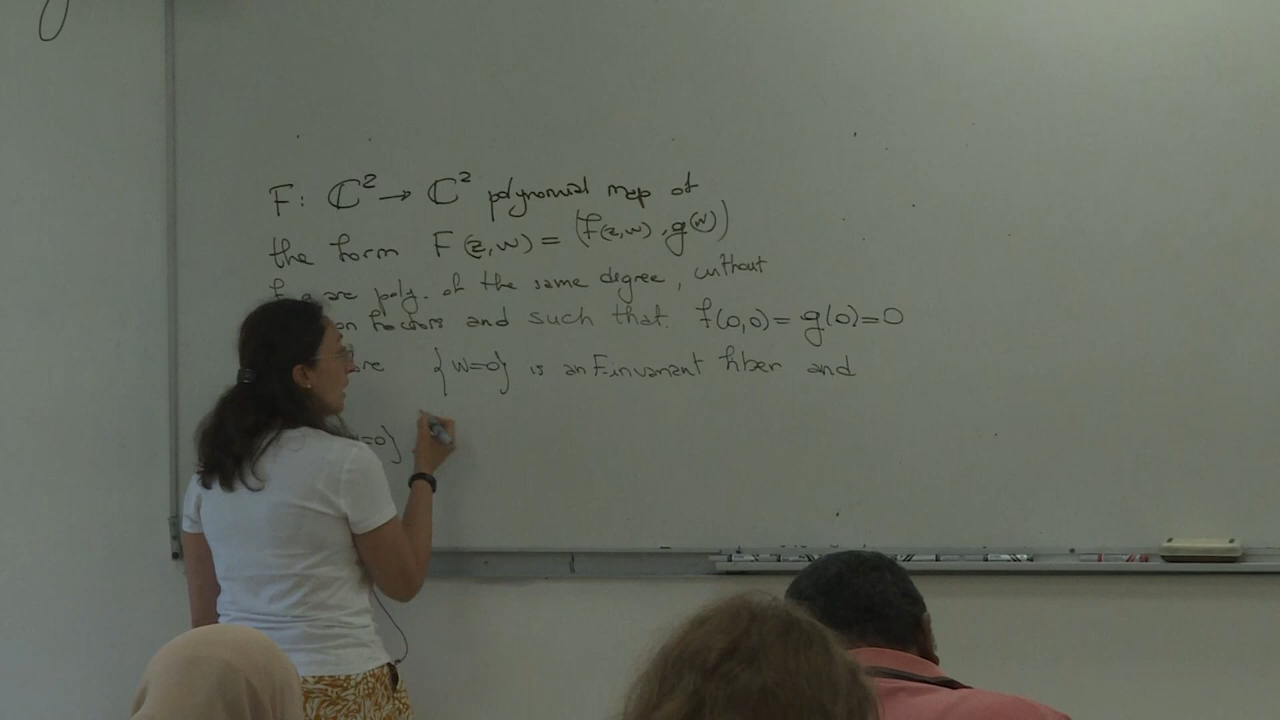 F: ℂ² → ℂ² polynomial map of
the form F(z,w) = (f(z,w), g(w))
f, g are poly. of the same degree, without
factors and such that: f(0,0) = g(0)=0
{w=0} is an F invariant fiber and
=0}